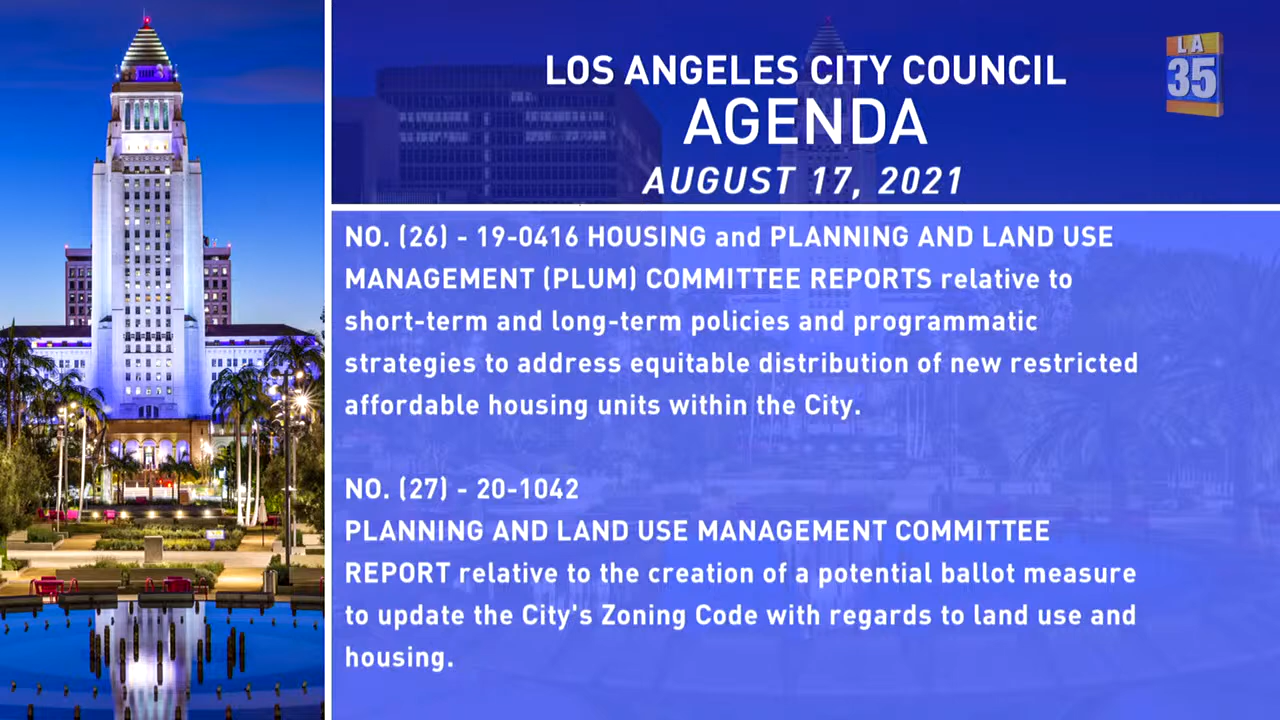 LOS ANGELES CITY COUNCIL
AGENDA
AUGUST 17, 2021
LA
35
NO. (26) - 19-0416 HOUSING and PLANNING AND LAND USE
MANAGEMENT (PLUM) COMMITTEE REPORTS relative to
short-term and long-term policies and programmatic
strategies to address equitable distribution of new restricted
affordable housing units within the City.
NO. (27) - 20-1042
PLANNING AND LAND USE MANAGEMENT COMMITTEE
REPORT relative to the creation of a potential ballot measure
to update the City's Zoning Code with regards to land use and
housing.